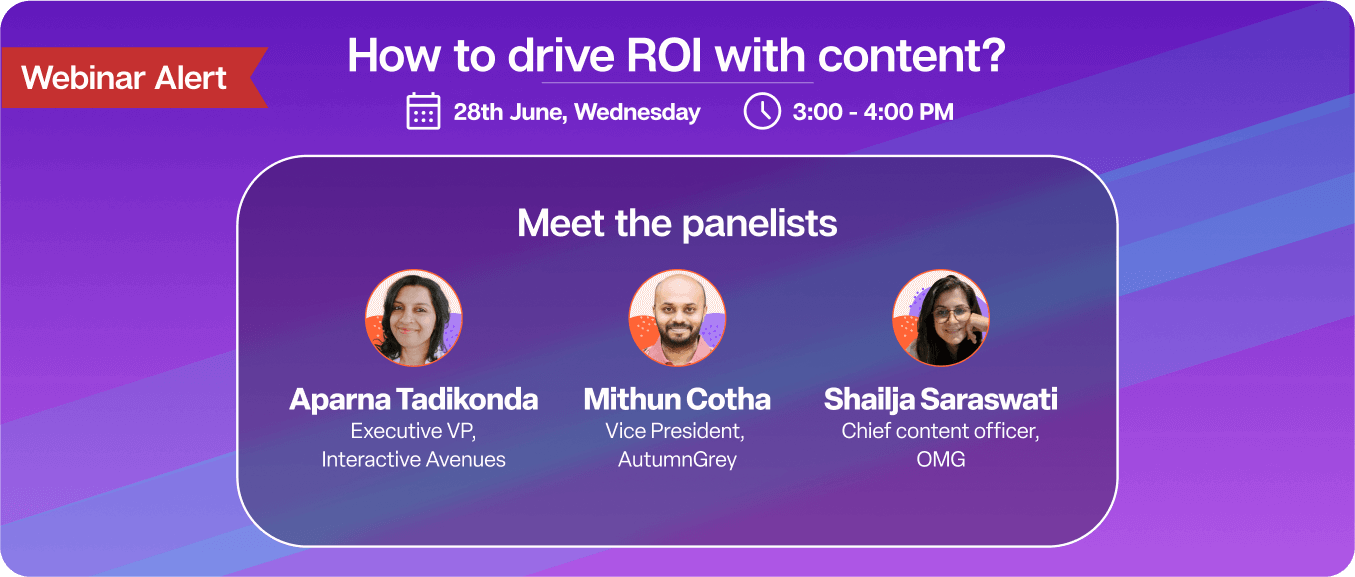 Webinar Alert
How to drive ROI with content?
28th June, Wednesday
3:00 - 4:00 PM
Meet the panelists
Aparna Tadikonda
Executive VP,
Interactive Avenues
Mithun Cotha
Vice President,
AutumnGrey
Shailja Saraswati
Chief content officer,
OMG